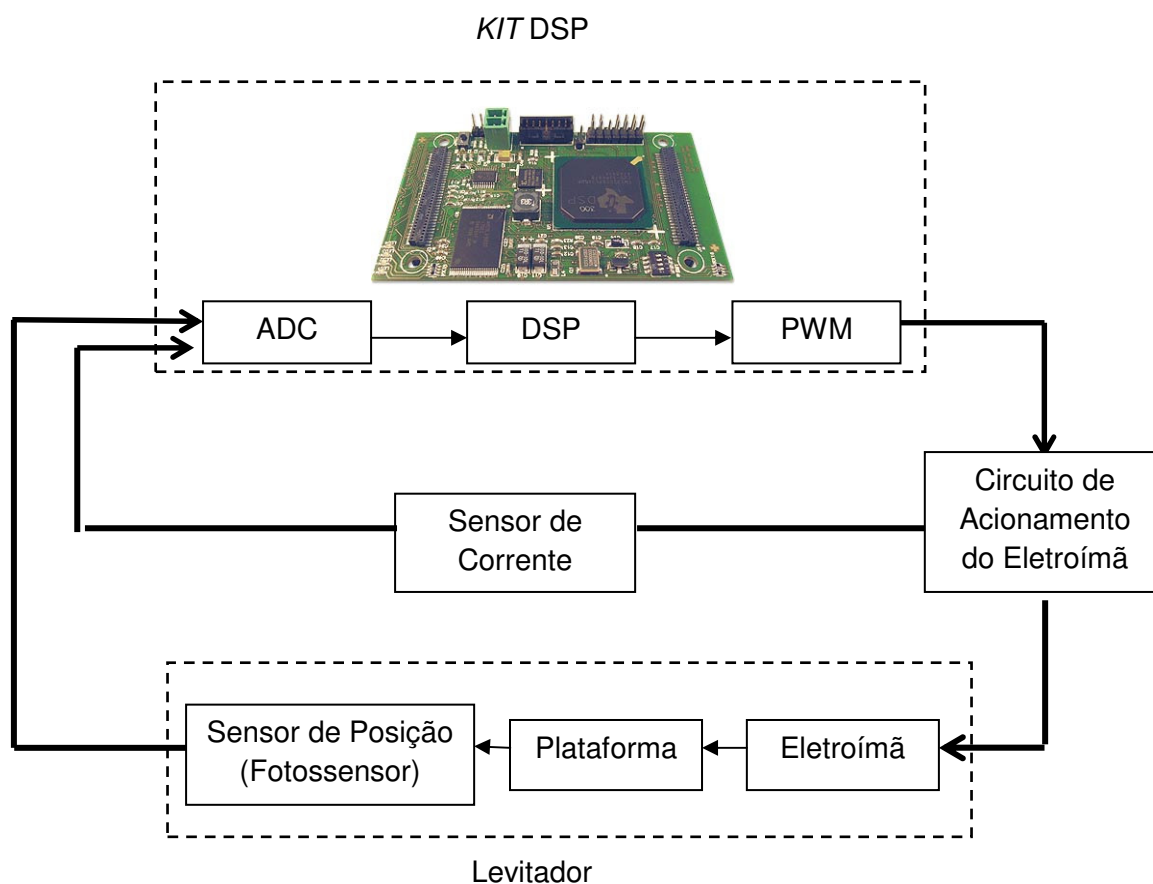 KIT DSP
DSP
ADC
DSP
PWM
Sensor de
Corrente
Circuito de
Acionamento
do Eletroímã
Sensor de Posição
(Fotossensor)
Plataforma
Eletroímã
Levitador